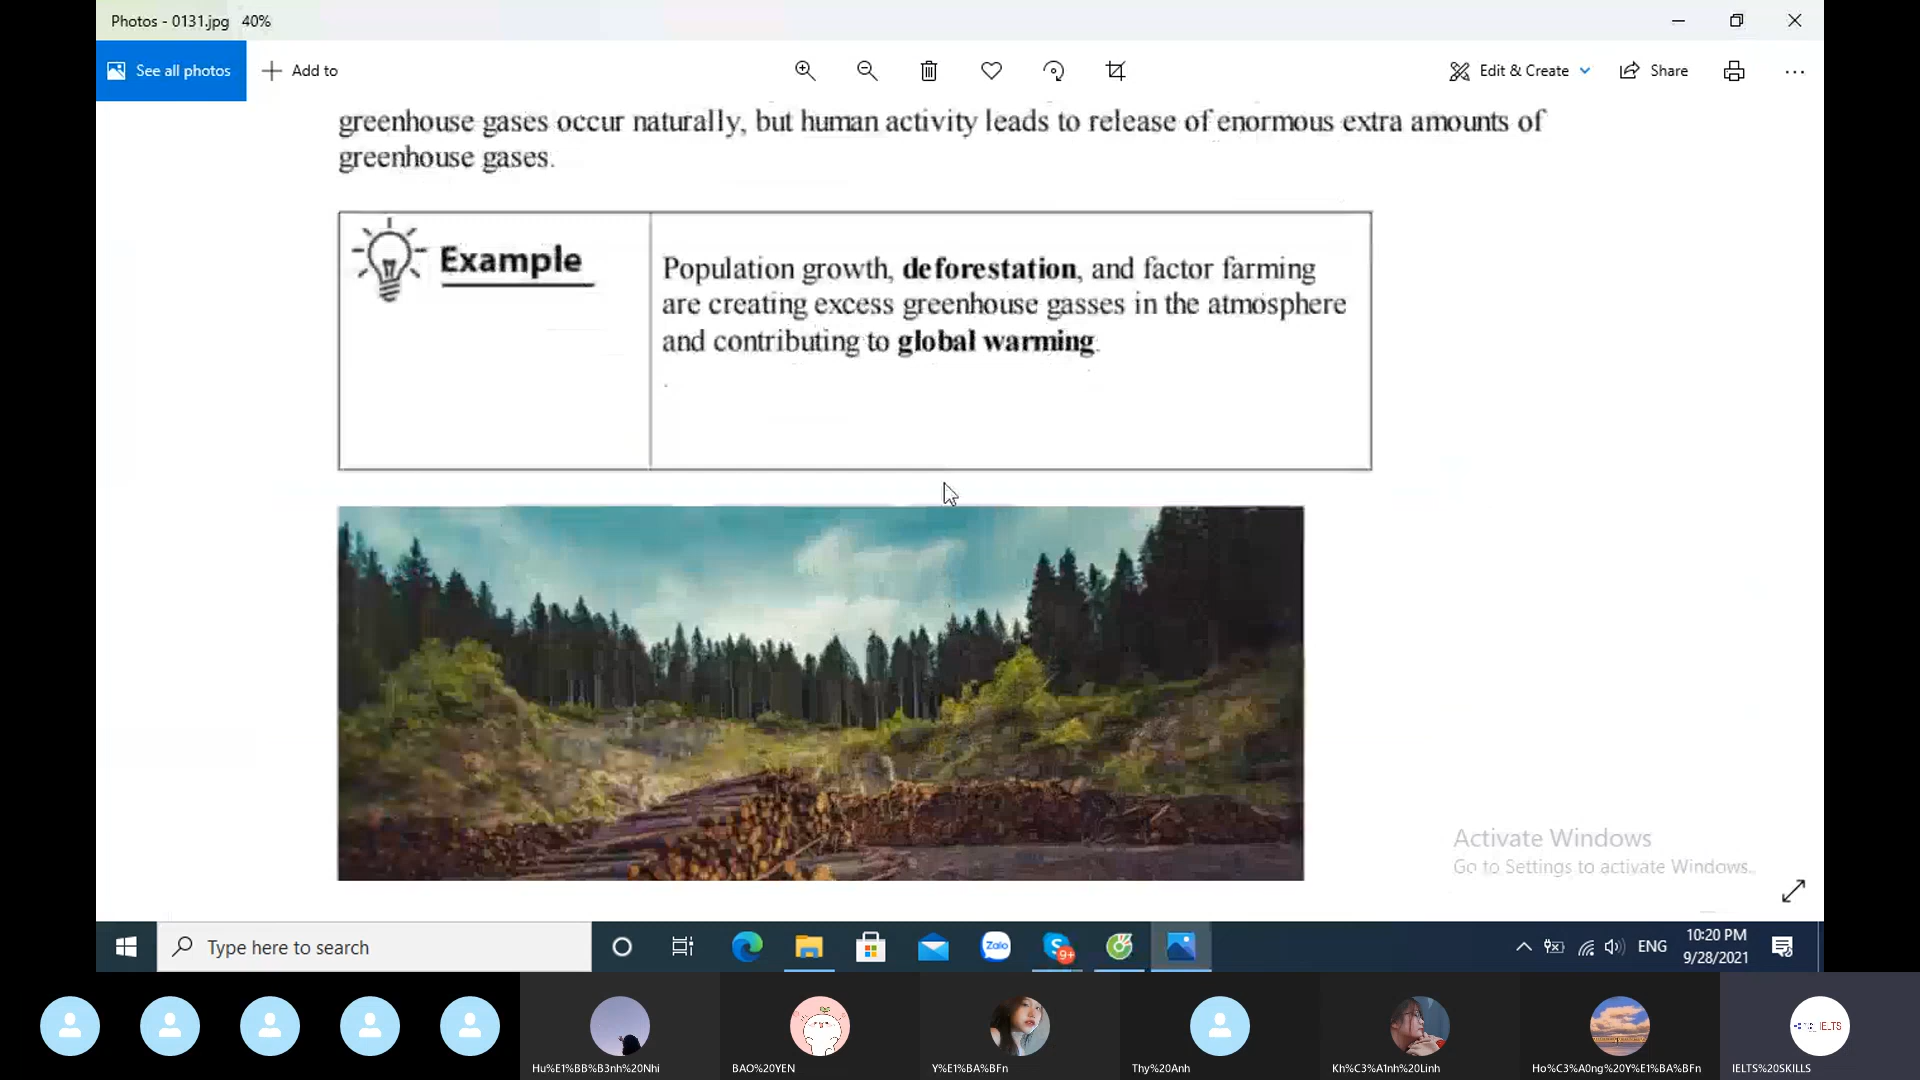 Photos - 0131.jpg   40%
See all photos
Add to
Edit & Create
Share
greenhouse gases occur naturally, but human activity leads to release of enormous extra amounts of
greenhouse gases.
Example
Population growth, deforestation, and factor farming
are creating excess greenhouse gasses in the atmosphere
and contributing to global warming.
Activate Windows
Go to Settings to activate Windows.
Type here to search
Zalo
S
9+
ENG
10:20 PM
9/28/2021
IELTS
Hu%E1%BB%B3nh%20Nhi
BAO%20YEN
Y%E1%BA%BFn
Thy%20Anh
Kh%C3%A1nh%20Linh
Ho%C3%A0ng%20Y%E1%BA%BFn
IELTS%20SKILLS